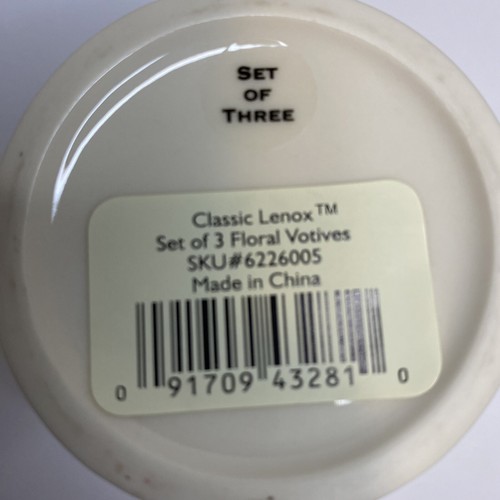 SET
OF
THREE
Classic Lenox™
Set of 3 Floral Votives
SKU#6226005
Made in China
0 91709 43281 0